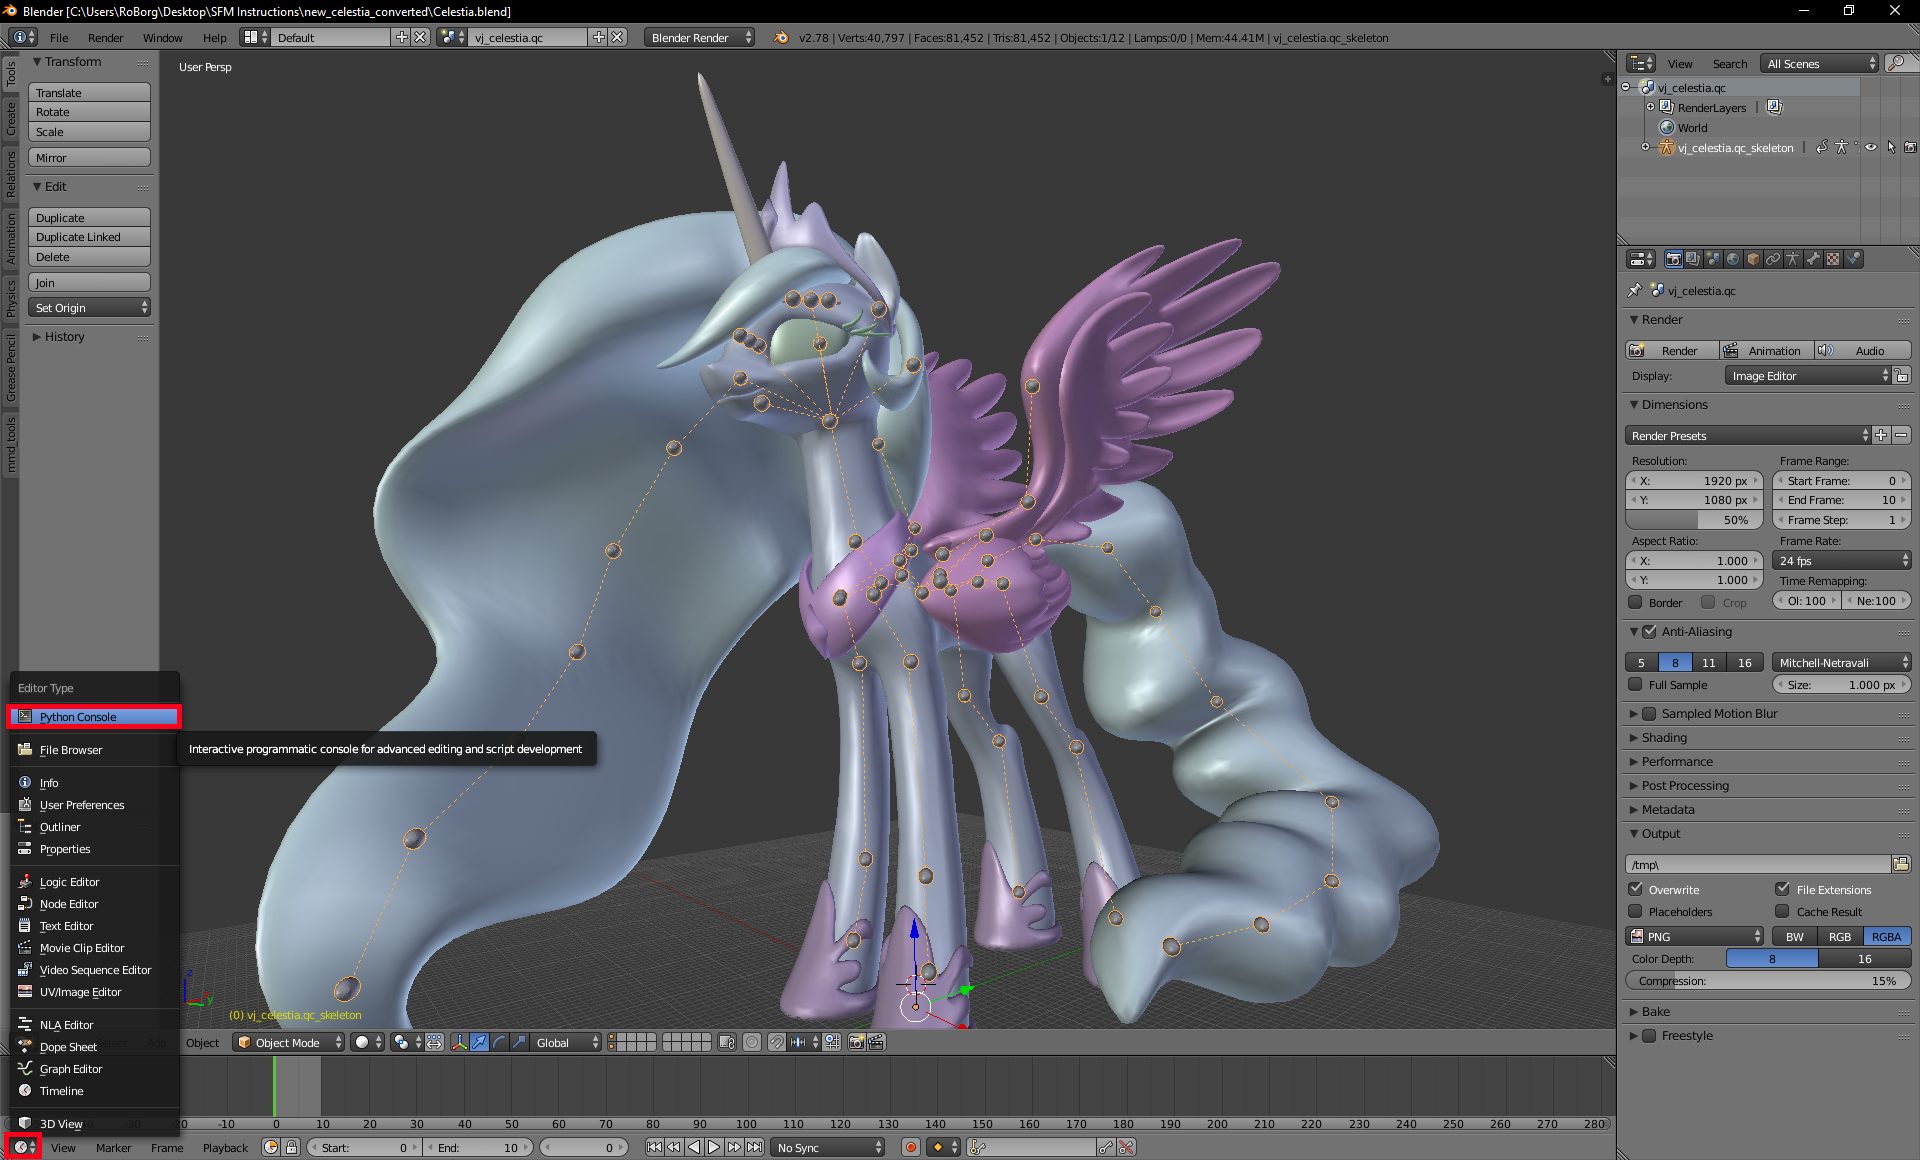 Blender [C:\Users\RoBorg\Desktop\SFM Instructions\new_celestia_converted\Celestia.blend]
File Render Window Help Default vj_celestia.qc Blender Render v2.78 | Verts:40,797 | Faces:81,452 | Tris:81,452 | Objects:1/12 | Lamps:0/0 | Mem:44.41M | vj_celestia.qc_skeleton
Tools
Create
Relations
Animation
Physics
Grease Pencil
mmd_tools
Transform
Translate
Rotate
Scale
Mirror
Edit
Duplicate
Duplicate Linked
Delete
Join
Set Origin
History
User Persp
(0) vj_celestia.qc_skeleton
z
y
Editor Type
Python Console
File Browser
Info
User Preferences
Outliner
Properties
Logic Editor
Node Editor
Text Editor
Movie Clip Editor
Video Sequence Editor
UV/Image Editor
NLA Editor
Dope Sheet
Graph Editor
Timeline
3D View
Interactive programmatic console for advanced editing and script development
Select Add Object Object Mode Global
-30 -20 -10 0 10 20 30 40 50 60 70 80 90 100 110 120 130 140 150 160 170 180 190 200 210 220 230 240 250 260 270 280
View Marker Frame Playback Start: 0 End: 10 0 No Sync
View Search All Scenes
vj_celestia.qc
RenderLayers |
World
vj_celestia.qc_skeleton |
vj_celestia.qc
Render
Render Animation Audio
Display: Image Editor
Dimensions
Render Presets
Resolution: Frame Range:
X: 1920 px Start Frame: 0
Y: 1080 px End Frame: 10
50% Frame Step: 1
Aspect Ratio: Frame Rate:
X: 1.000 24 fps
Y: 1.000 Time Remapping:
Border Crop Ol: 100 Ne:100
Anti-Aliasing
5 8 11 16 Mitchell-Netravali
Full Sample Size: 1.000 px
Sampled Motion Blur
Shading
Performance
Post Processing
Metadata
Output
/tmp\
Overwrite File Extensions
Placeholders Cache Result
PNG BW RGB RGBA
Color Depth: 8 16
Compression: 15%
Bake
Freestyle